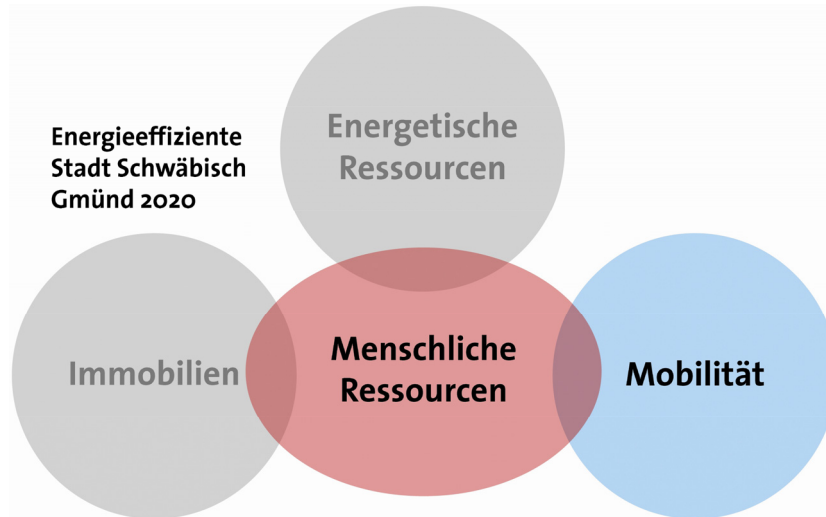 Energetische
Ressourcen
Energieeffiziente
Stadt Schwäbisch
Gmünd 2020
Immobilien
Menschliche
Ressourcen
Mobilität